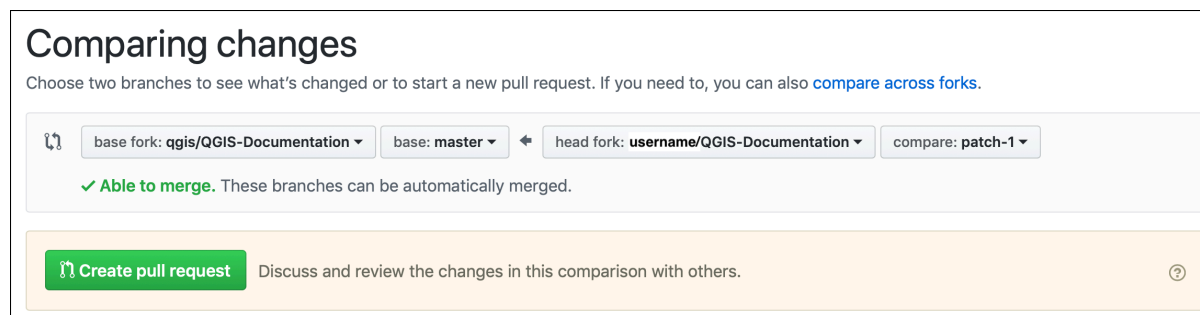 Comparing changes
Choose two branches to see what's changed or to start a new pull request. If you need to, you can also compare across forks.
base fork: qgis/QGIS-Documentation base: master head fork: username/QGIS-Documentation compare: patch-1
Able to merge. These branches can be automatically merged.
Create pull request Discuss and review the changes in this comparison with others. ?